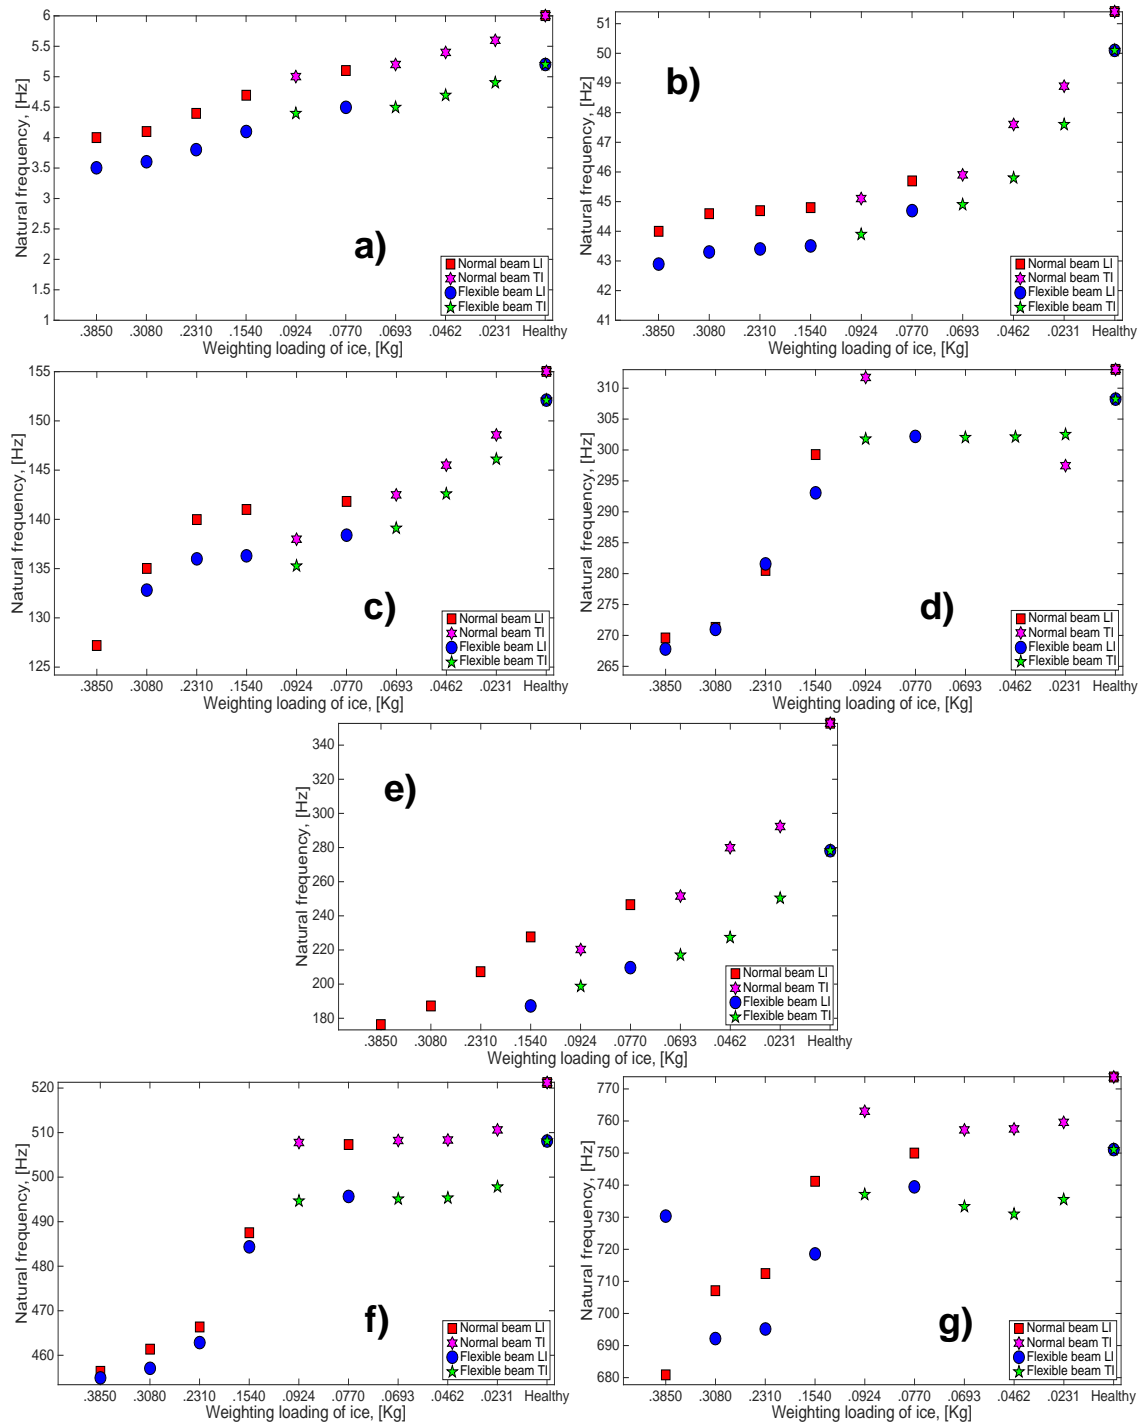 6
5.5
5
4.5
4
3.5
3
2.5
2
1.5
1
Natural frequency, [Hz]
a)
Normal beam LI
Normal beam TI
Flexible beam LI
Flexible beam TI
.3850 .3080 .2310 .1540 .0924 .0770 .0693 .0462 .0231 Healthy
Weighting loading of ice, [Kg]
51
50
49
48
47
46
45
44
43
42
41
Natural frequency, [Hz]
b)
Normal beam LI
Normal beam TI
Flexible beam LI
Flexible beam TI
.3850 .3080 .2310 .1540 .0924 .0770 .0693 .0462 .0231 Healthy
Weighting loading of ice, [Kg]
155
150
145
140
135
130
125
Natural frequency, [Hz]
c)
Normal beam LI
Normal beam TI
Flexible beam LI
Flexible beam TI
.3850 .3080 .2310 .1540 .0924 .0770 .0693 .0462 .0231 Healthy
Weighting loading of ice, [Kg]
310
305
300
295
290
285
280
275
270
265
Natural frequency, [Hz]
d)
Normal beam LI
Normal beam TI
Flexible beam LI
Flexible beam TI
.3850 .3080 .2310 .1540 .0924 .0770 .0693 .0462 .0231 Healthy
Weighting loading of ice, [Kg]
340
320
300
280
260
240
220
200
180
Natural frequency, [Hz]
e)
Normal beam LI
Normal beam TI
Flexible beam LI
Flexible beam TI
.3850 .3080 .2310 .1540 .0924 .0770 .0693 .0462 .0231 Healthy
Weighting loading of ice, [Kg]
520
510
500
490
480
470
460
Natural frequency, [Hz]
f)
Normal beam LI
Normal beam TI
Flexible beam LI
Flexible beam TI
.3850 .3080 .2310 .1540 .0924 .0770 .0693 .0462 .0231 Healthy
Weighting loading of ice, [Kg]
770
760
750
740
730
720
710
700
690
680
Natural frequency, [Hz]
g)
Normal beam LI
Normal beam TI
Flexible beam LI
Flexible beam TI
.3850 .3080 .2310 .1540 .0924 .0770 .0693 .0462 .0231 Healthy
Weighting loading of ice, [Kg]